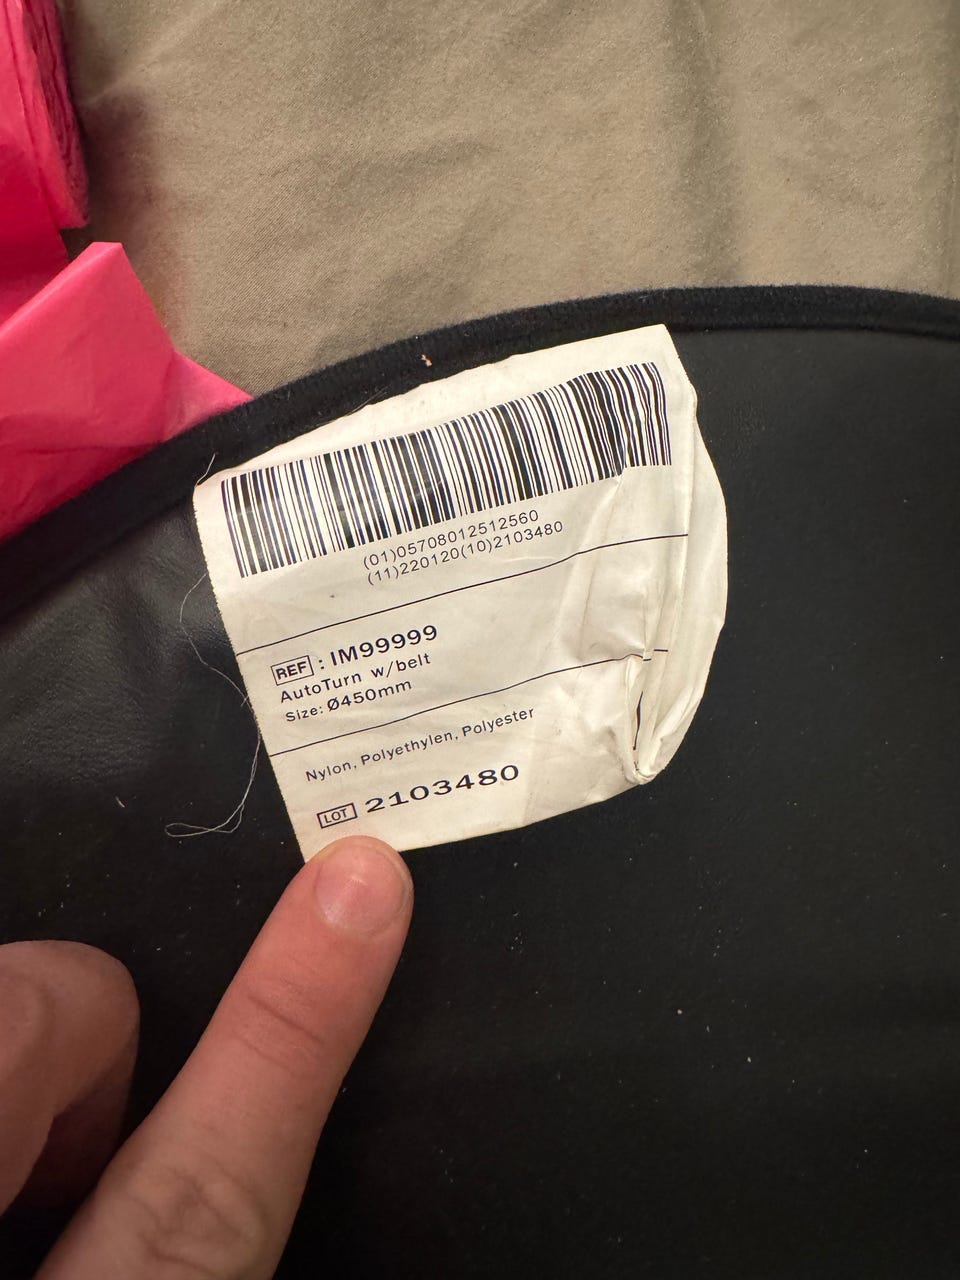 (01)05708012512560
(11)220120(10)2103480
REF : IM99999
AutoTurn w/belt
Size: Ø450mm
Nylon, Polyethylen, Polyester
LOT 2103480